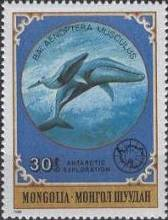 BALAENOPTERA MUSCULUS
30₮ ANTARCTIC
EXPLORATION
MONGOLIA - МОНГОЛ ШУУДАН